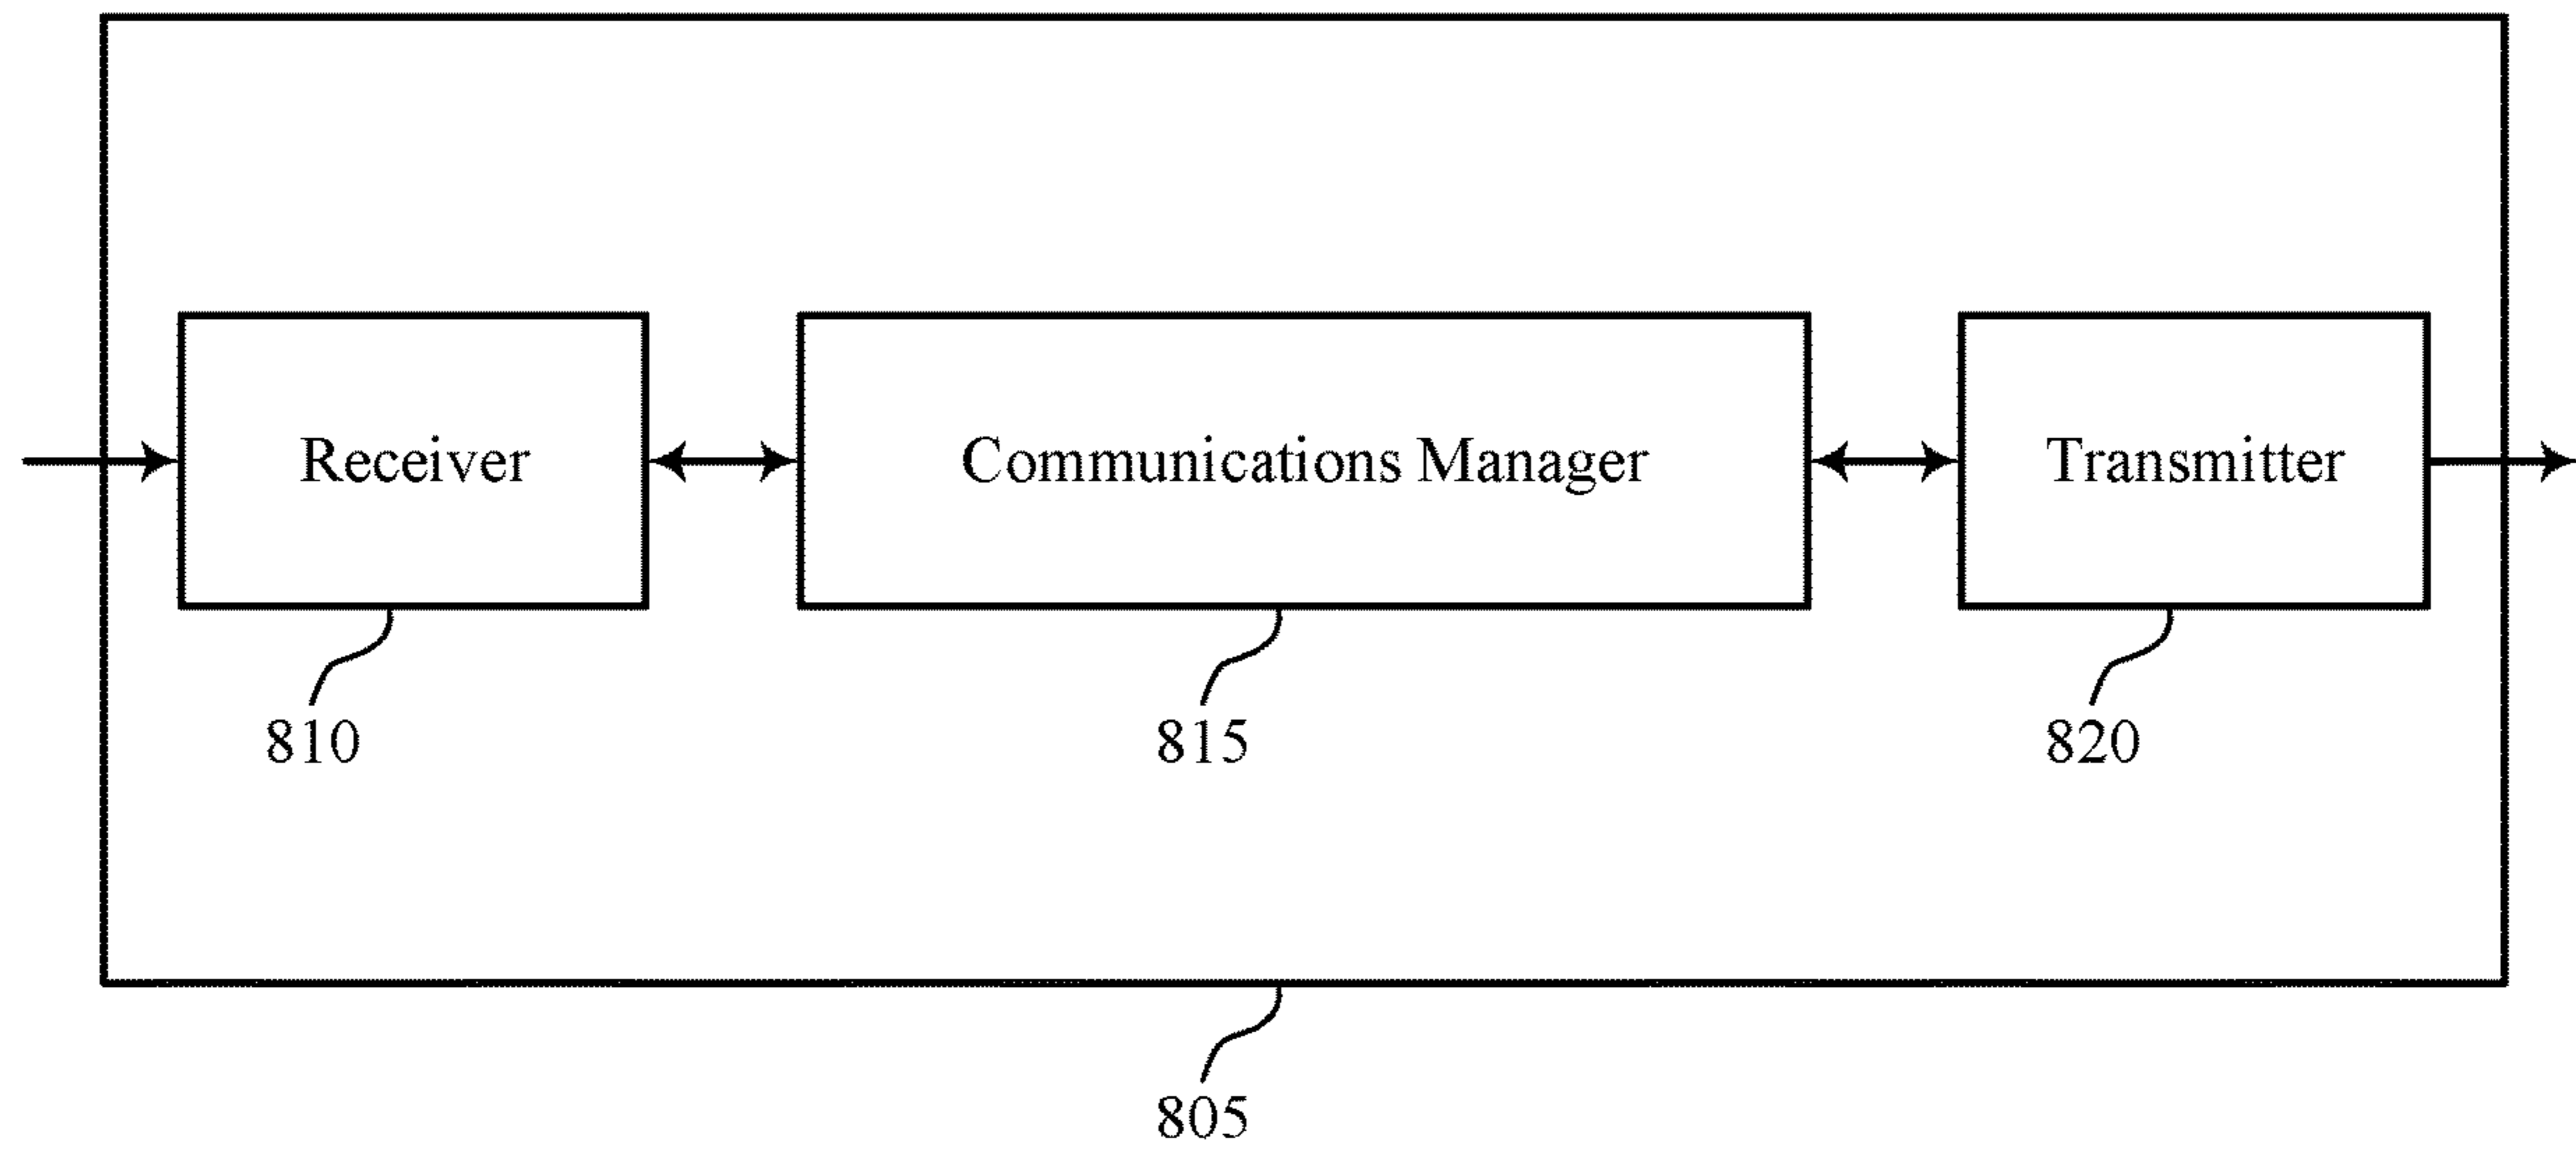 Receiver
Communications Manager
Transmitter
810
815
820
805